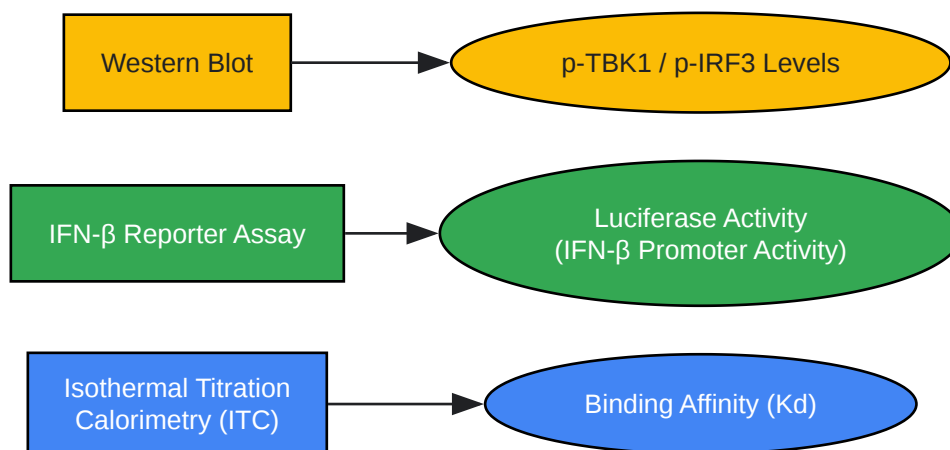 Western Blot
p-TBK1 / p-IRF3 Levels
IFN-β Reporter Assay
Luciferase Activity
(IFN-β Promoter Activity)
Isothermal Titration
Calorimetry (ITC)
Binding Affinity (Kd)